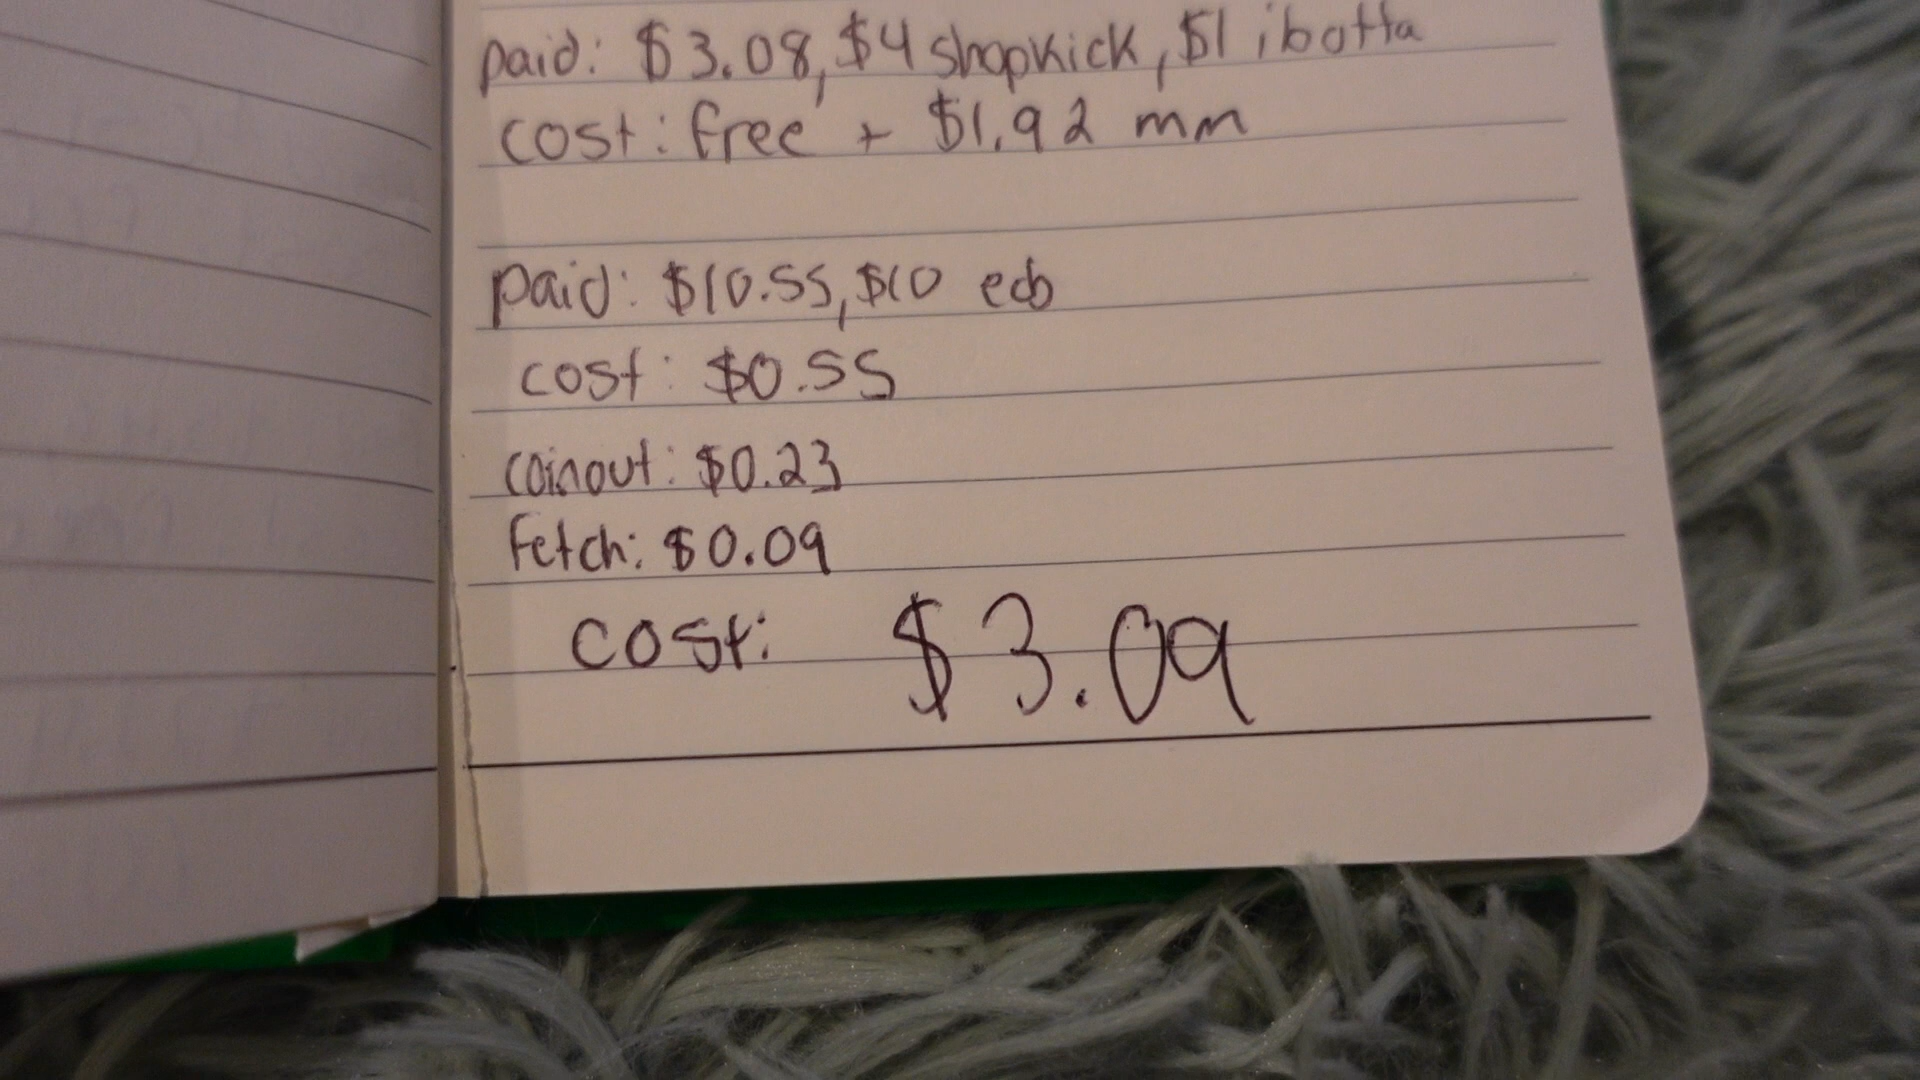 paid: $3.08, $4 shopkick, $1 ibotta
cost: free + $1.92 mm
paid: $10.55, $10 ecb
cost: $0.55
coinout: $0.23
fetch: $0.09
cost: $3.09